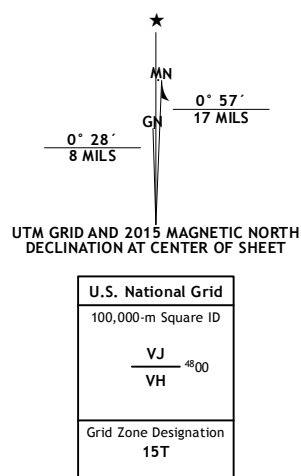 ★
MN
0° 57´
17 MILS
GN
0° 28´
8 MILS
UTM GRID AND 2015 MAGNETIC NORTH
DECLINATION AT CENTER OF SHEET
U.S. National Grid
100,000-m Square ID
VJ
4800
VH
Grid Zone Designation
15T